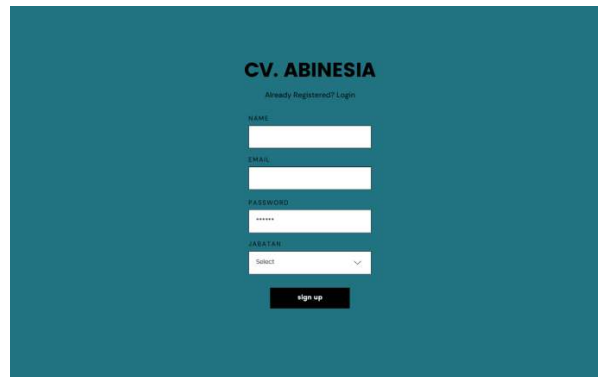 CV. ABINESIA
Already Registered? Login
NAME
EMAIL
PASSWORD
******
JABATAN
Select
sign up